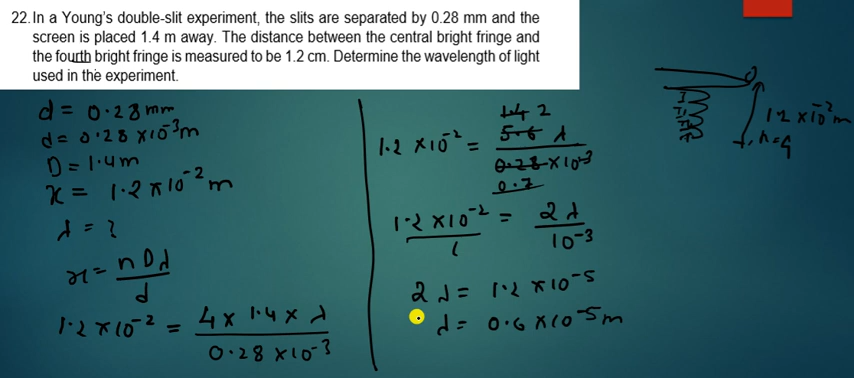 22. In a Young's double-slit experiment, the slits are separated by 0.28 mm and the
screen is placed 1.4 m away. The distance between the central bright fringe and
the fourth bright fringe is measured to be 1.2 cm. Determine the wavelength of light
used in the experiment.
d = 0.28 mm
d = 0.28 × 10⁻³ m
D = 1.4 m
x = 1.2 × 10⁻² m
λ = ?
x = nDλ / d
1.2 × 10⁻² = 4 × 1.4 × λ / 0.28 × 10⁻³
1.4 2
1.2 × 10⁻² = 5.6 λ / 0.28 × 10⁻³
0.7
1.2 × 10⁻² / 1 = 2λ / 10⁻³
2λ = 1.2 × 10⁻⁵
λ = 0.6 × 10⁻⁵ m
1.2 × 10⁻² m